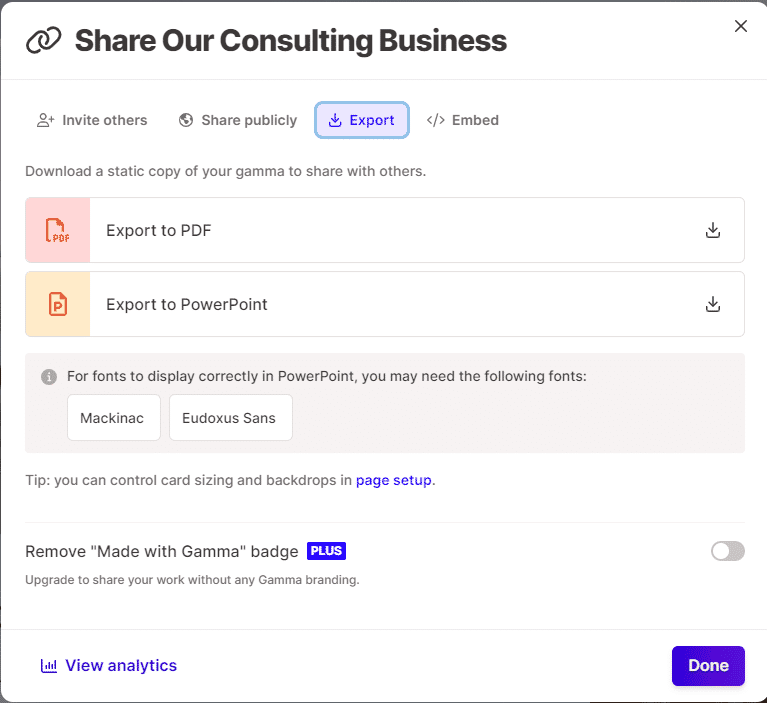 Share Our Consulting Business
Invite others
Share publicly
Export
</> Embed
Download a static copy of your gamma to share with others.
PDF
Export to PDF
P
Export to PowerPoint
i
For fonts to display correctly in PowerPoint, you may need the following fonts:
Mackinac
Eudoxus Sans
Tip: you can control card sizing and backdrops in page setup.
Remove "Made with Gamma" badge PLUS
Upgrade to share your work without any Gamma branding.
View analytics
Done